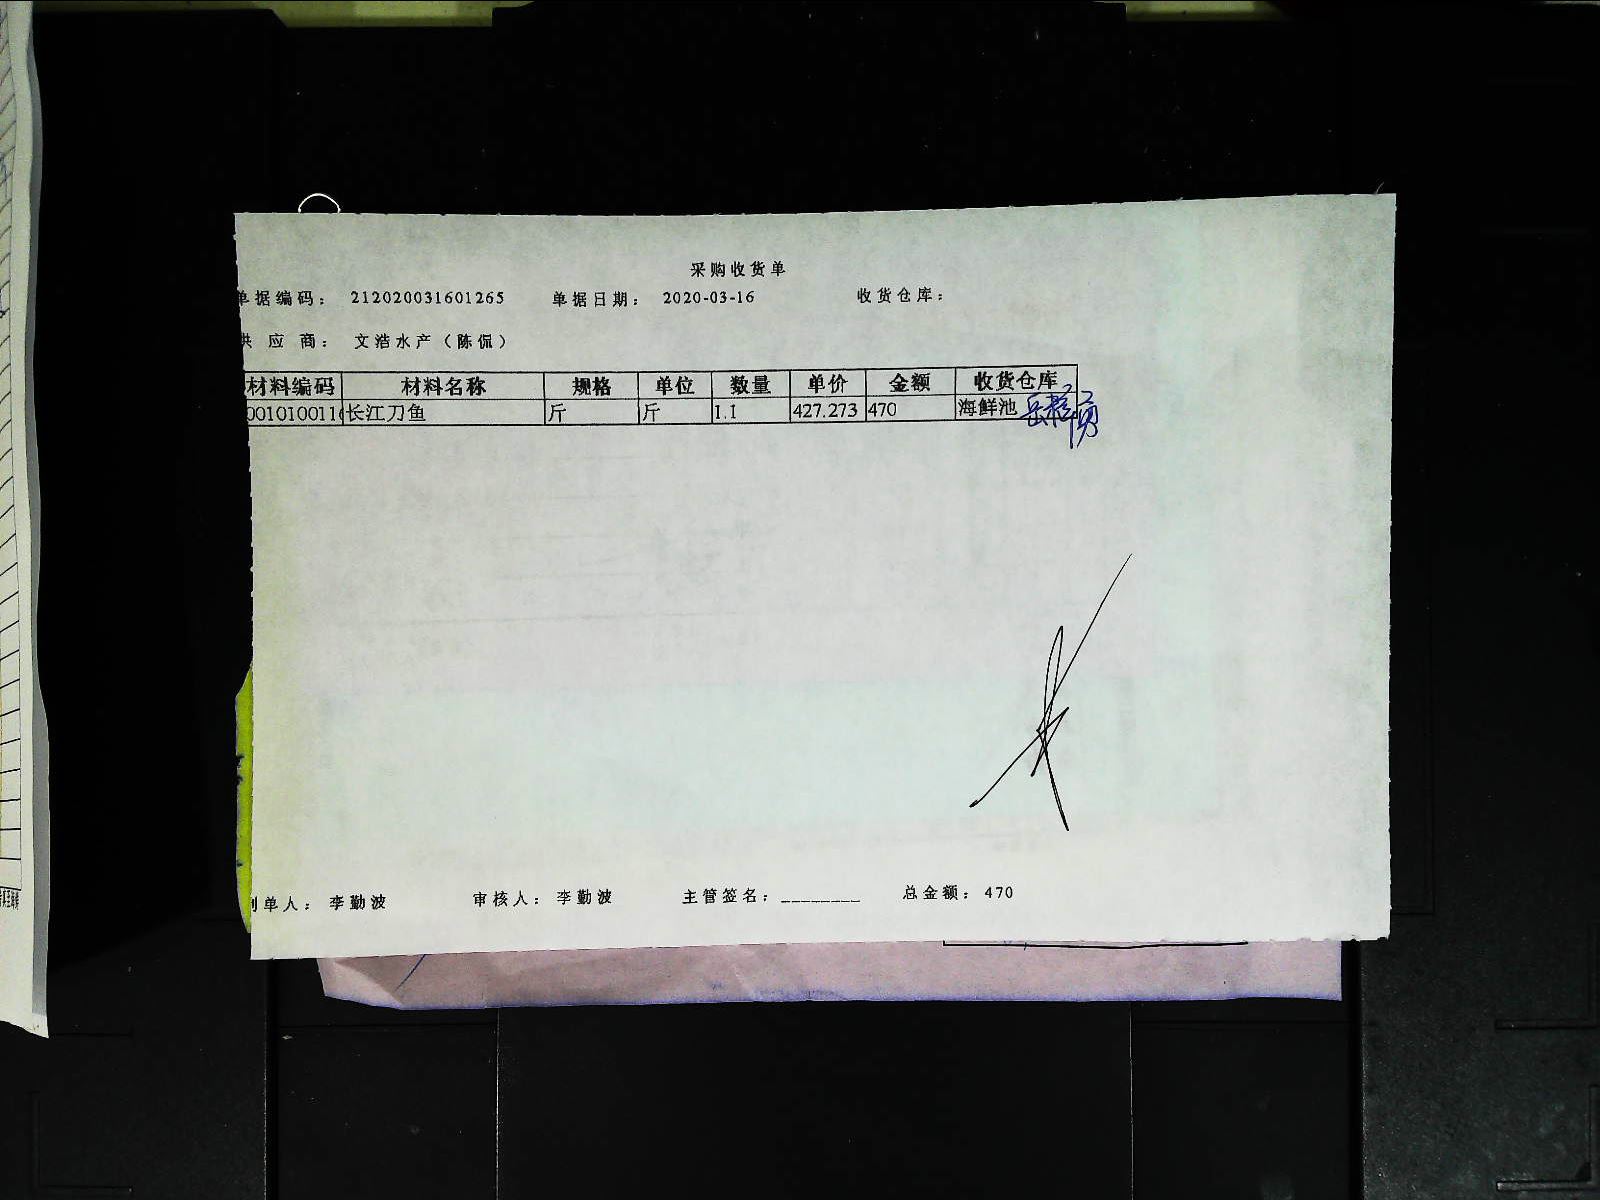 采购收货单
单据编码： 212020031601265 单据日期： 2020-03-16 收货仓库：
供 应 商： 文浩水产（陈侃）
材料编码 材料名称 规格 单位 数量 单价 金额 收货仓库
0010100116 长江刀鱼 斤 斤 1.1 427.273 470 海鲜池
制单人： 李勤波 审核人： 李勤波 主管签名：________ 总金额： 470